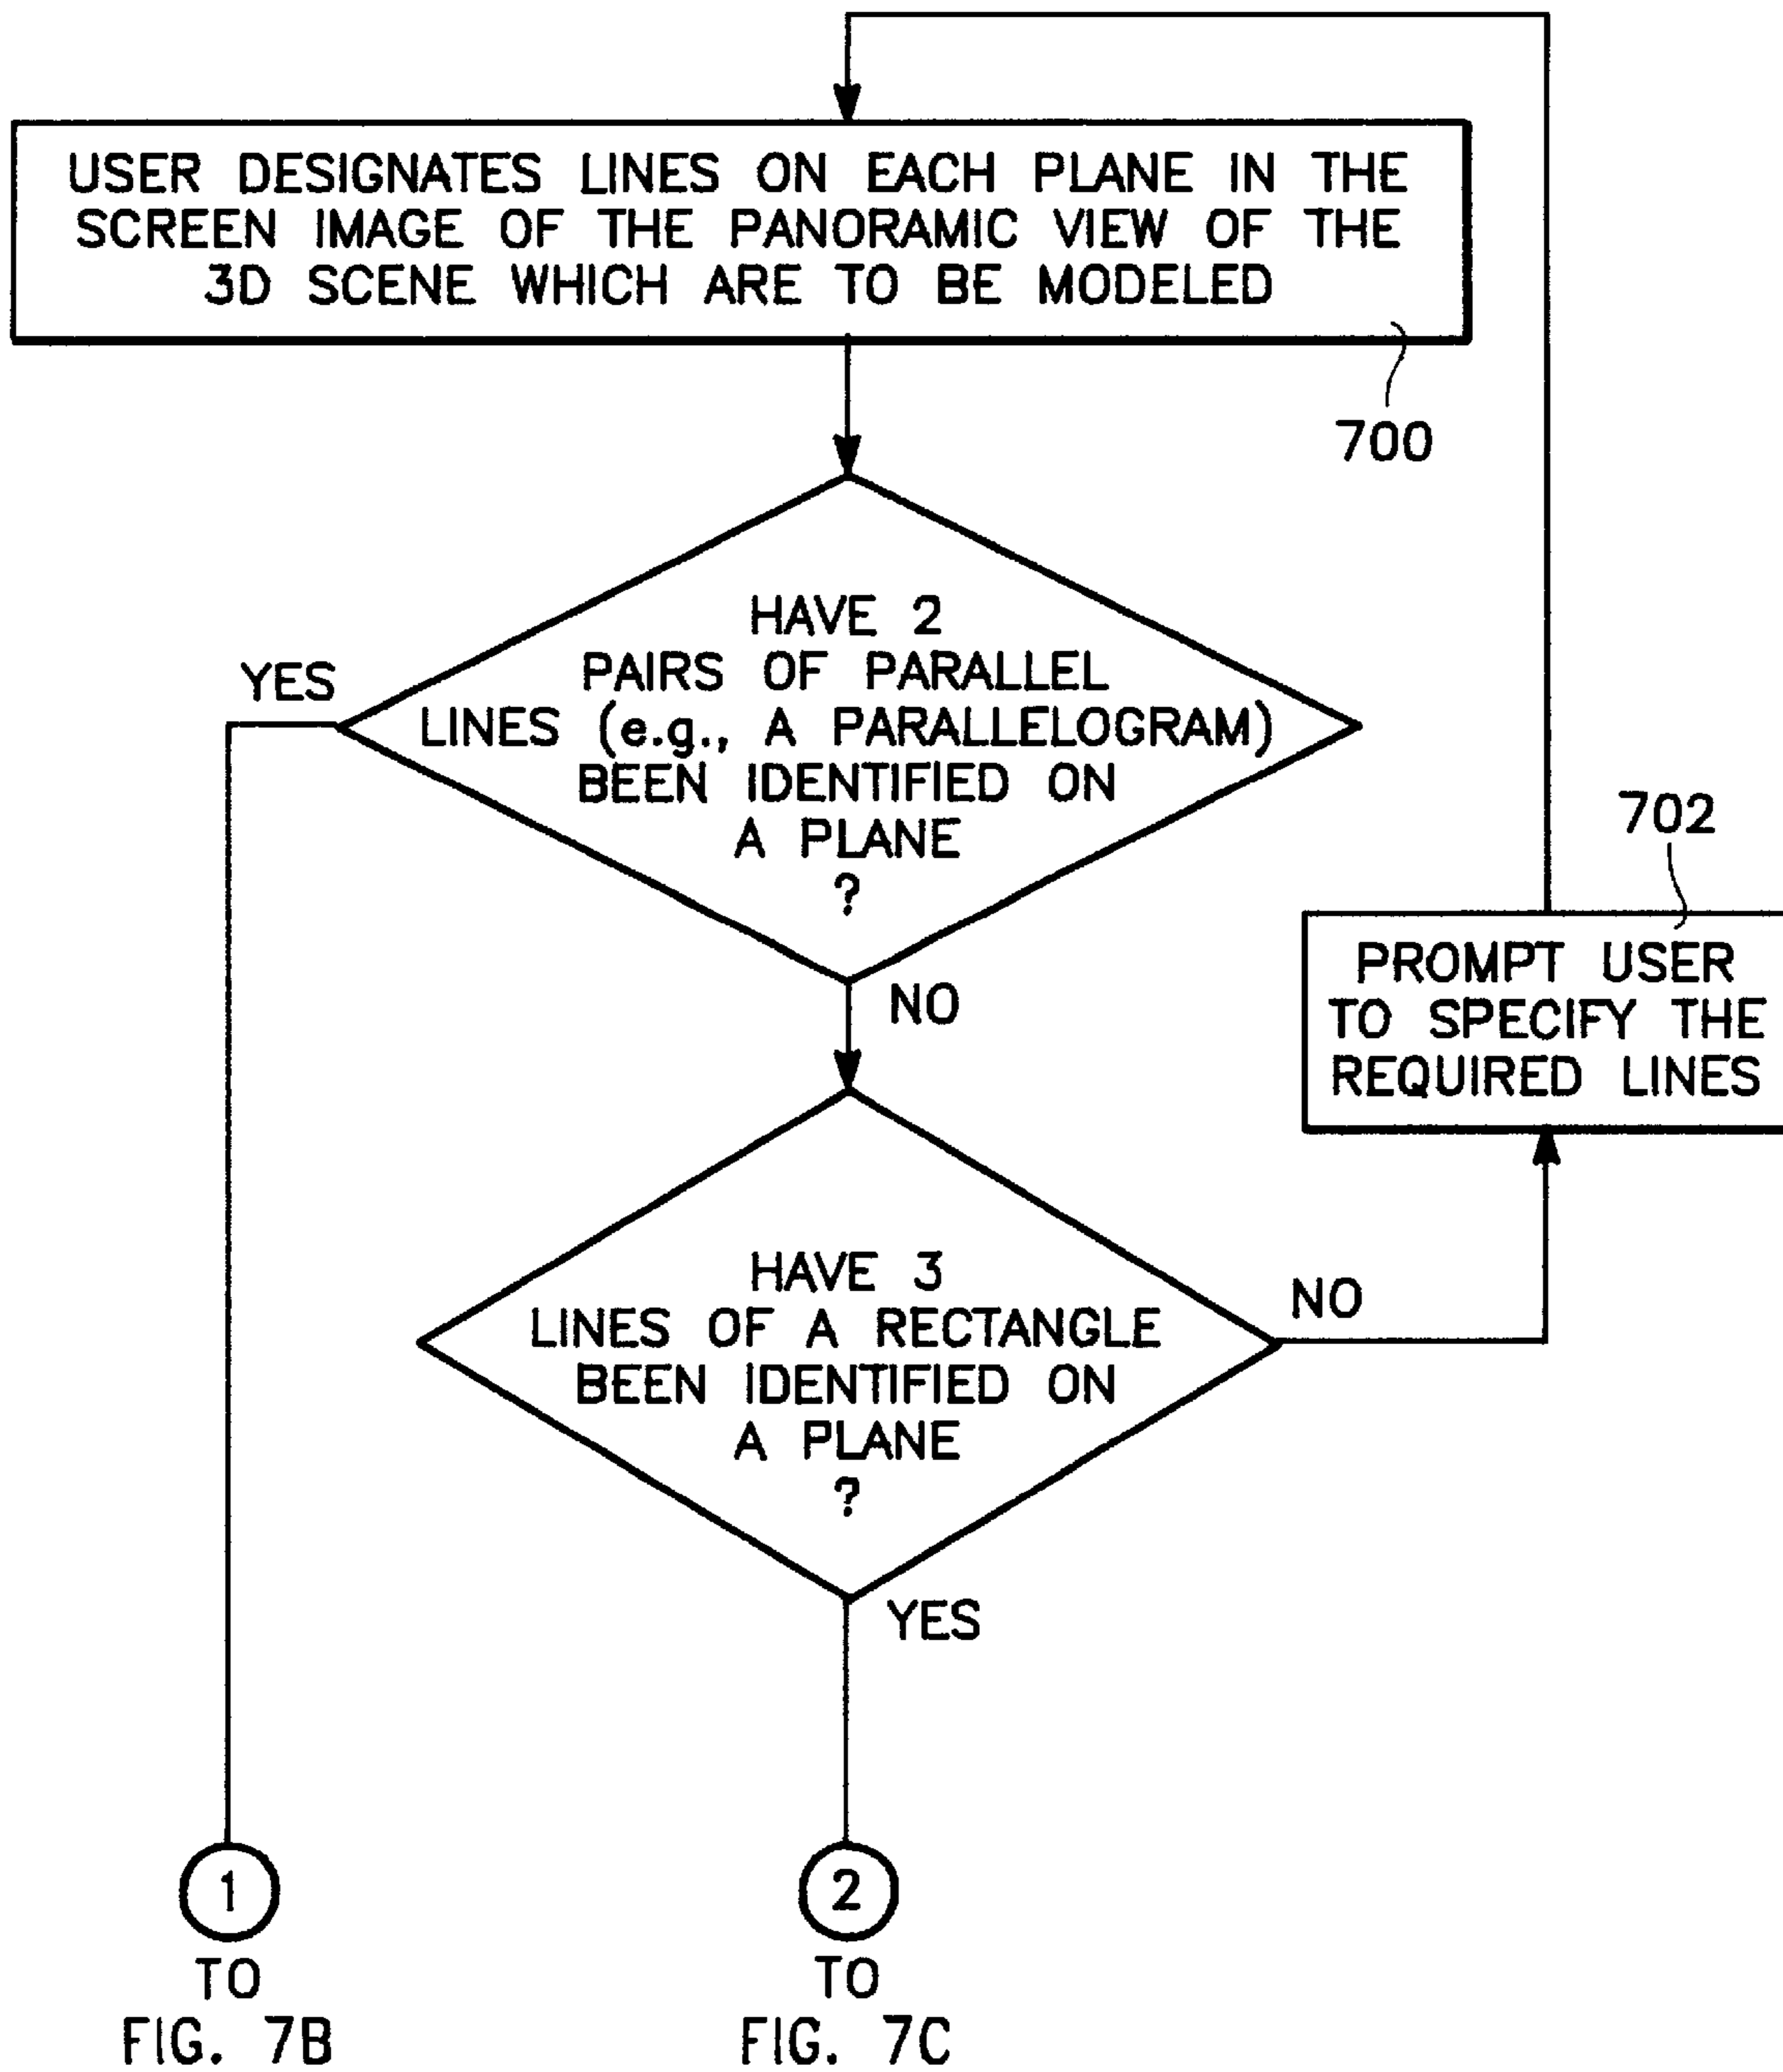 USER DESIGNATES LINES ON EACH PLANE IN THE
SCREEN IMAGE OF THE PANORAMIC VIEW OF THE
3D SCENE WHICH ARE TO BE MODELED
700
HAVE 2
PAIRS OF PARALLEL
LINES (e.g., A PARALLELOGRAM)
BEEN IDENTIFIED ON
A PLANE
?
YES
NO
702
PROMPT USER
TO SPECIFY THE
REQUIRED LINES
HAVE 3
LINES OF A RECTANGLE
BEEN IDENTIFIED ON
A PLANE
?
NO
YES
1
TO
FIG. 7B
2
TO
FIG. 7C